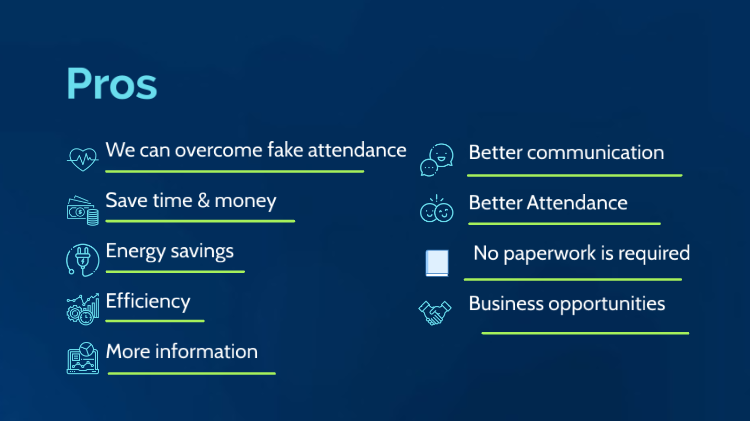 Pros
We can overcome fake attendance
Save time & money
Energy savings
Efficiency
More information
Better communication
Better Attendance
No paperwork is required
Business opportunities